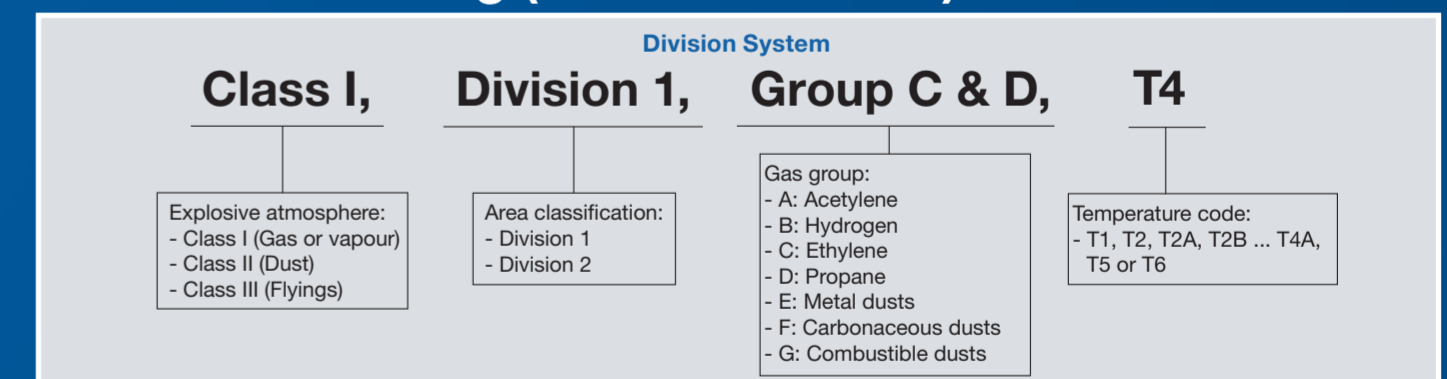 Division System
Class I, Division 1, Group C & D, T4
Explosive atmosphere:
- Class I (Gas or vapour)
- Class II (Dust)
- Class III (Flyings)
Area classification:
- Division 1
- Division 2
Gas group:
- A: Acetylene
- B: Hydrogen
- C: Ethylene
- D: Propane
- E: Metal dusts
- F: Carbonaceous dusts
- G: Combustible dusts
Temperature code:
- T1, T2, T2A, T2B ... T4A,
T5 or T6